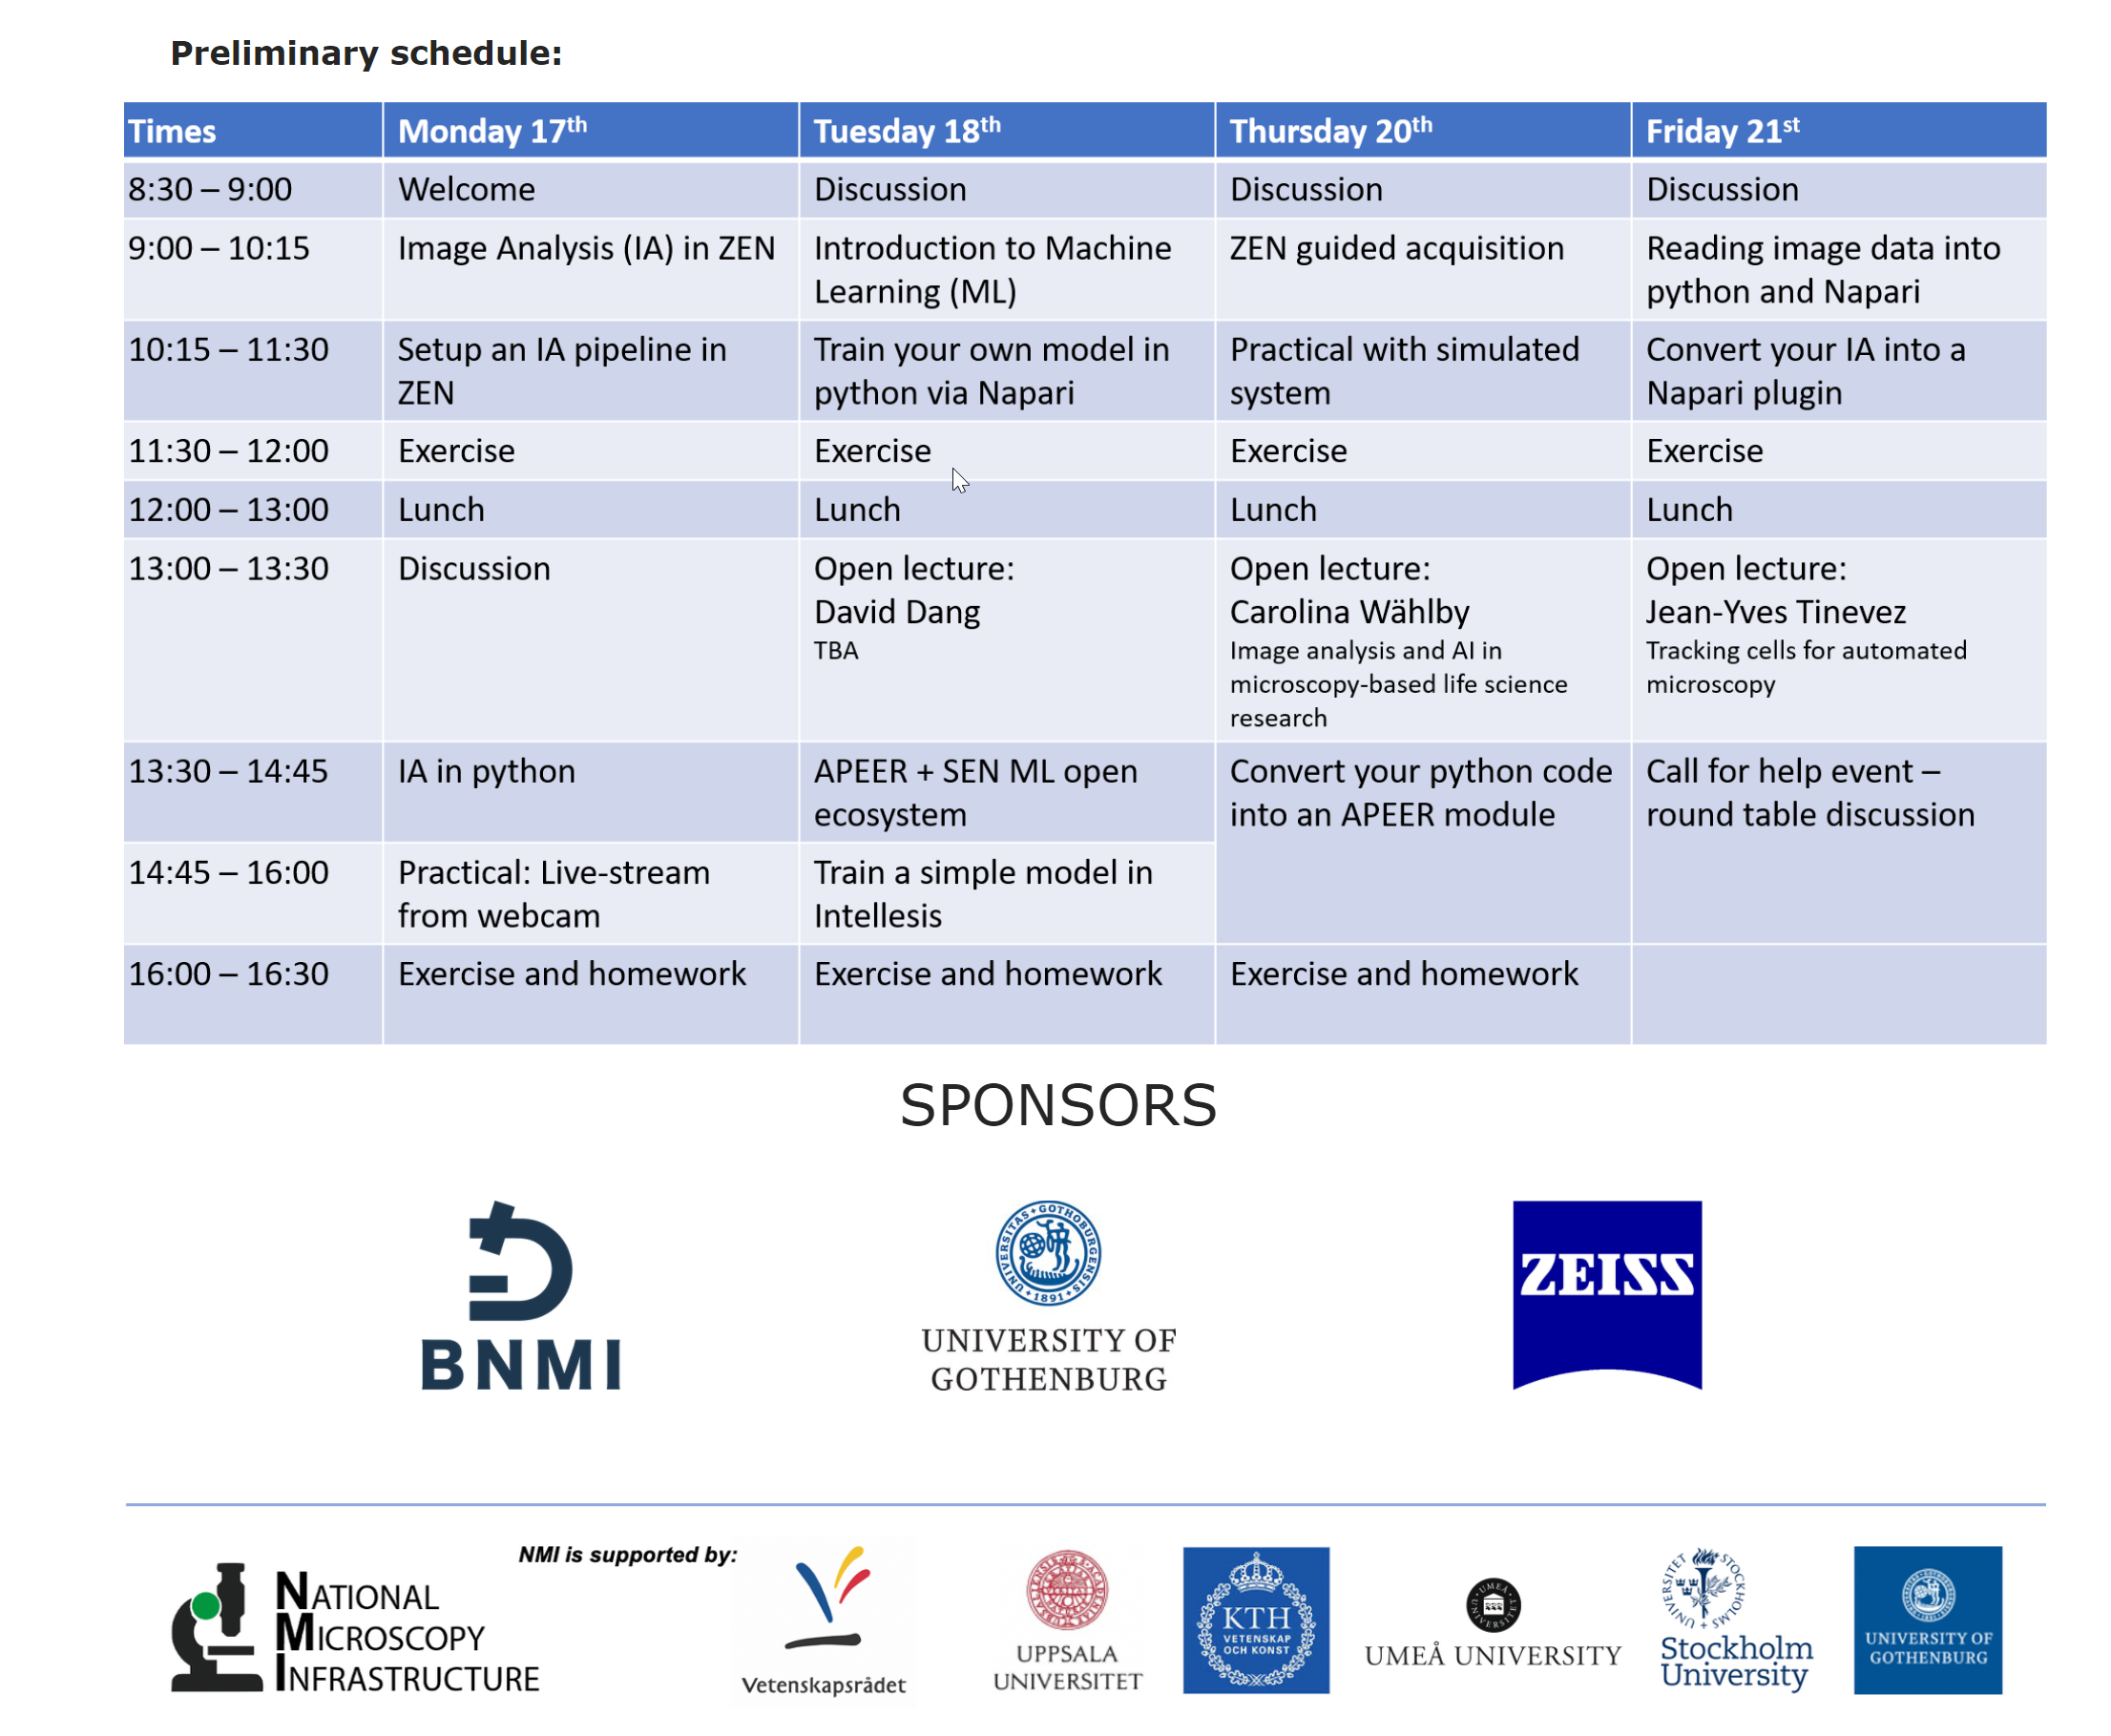 Preliminary schedule:
Times
Monday 17th
Tuesday 18th
Thursday 20th
Friday 21st
8:30 – 9:00
Welcome
Discussion
Discussion
Discussion
9:00 – 10:15
Image Analysis (IA) in ZEN
Introduction to Machine
Learning (ML)
ZEN guided acquisition
Reading image data into
python and Napari
10:15 – 11:30
Setup an IA pipeline in
ZEN
Train your own model in
python via Napari
Practical with simulated
system
Convert your IA into a
Napari plugin
11:30 – 12:00
Exercise
Exercise
Exercise
Exercise
12:00 – 13:00
Lunch
Lunch
Lunch
Lunch
13:00 – 13:30
Discussion
Open lecture:
David Dang
TBA
Open lecture:
Carolina Wählby
Image analysis and AI in
microscopy-based life science
research
Open lecture:
Jean-Yves Tinevez
Tracking cells for automated
microscopy
13:30 – 14:45
IA in python
APEER + SEN ML open
ecosystem
Convert your python code
into an APEER module
Call for help event –
round table discussion
14:45 – 16:00
Practical: Live-stream
from webcam
Train a simple model in
Intellesis
16:00 – 16:30
Exercise and homework
Exercise and homework
Exercise and homework
SPONSORS
BNMI
UNIVERSITAS GOTHOBURGENSIS
1891
UNIVERSITY OF
GOTHENBURG
ZEISS
NATIONAL
MICROSCOPY
INFRASTRUCTURE
NMI is supported by:
Vetenskapsrådet
UPPSALA
UNIVERSITET
KTH
VETENSKAP
OCH KONST
UMEÅ UNIVERSITET
UMEÅ UNIVERSITY
STOCKHOLMS UNIVERSITET
Stockholm
University
UNIVERSITY OF
GOTHENBURG